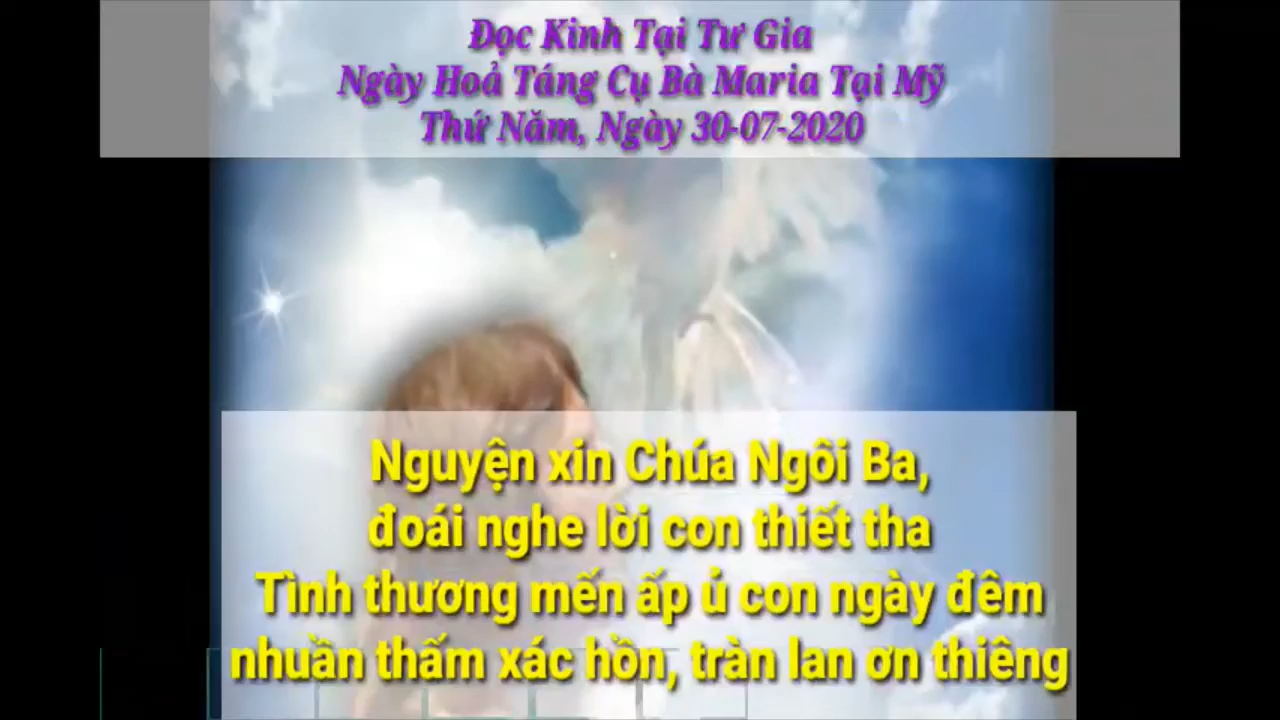 Đọc Kinh Tại Tư Gia
Ngày Hoả Táng Cụ Bà Maria Tại Mỹ
Thứ Năm, Ngày 30-07-2020
Nguyện xin Chúa Ngôi Ba,
đoái nghe lời con thiết tha
Tình thương mến ấp ủ con ngày đêm
nhuần thấm xác hồn, tràn lan ơn thiêng